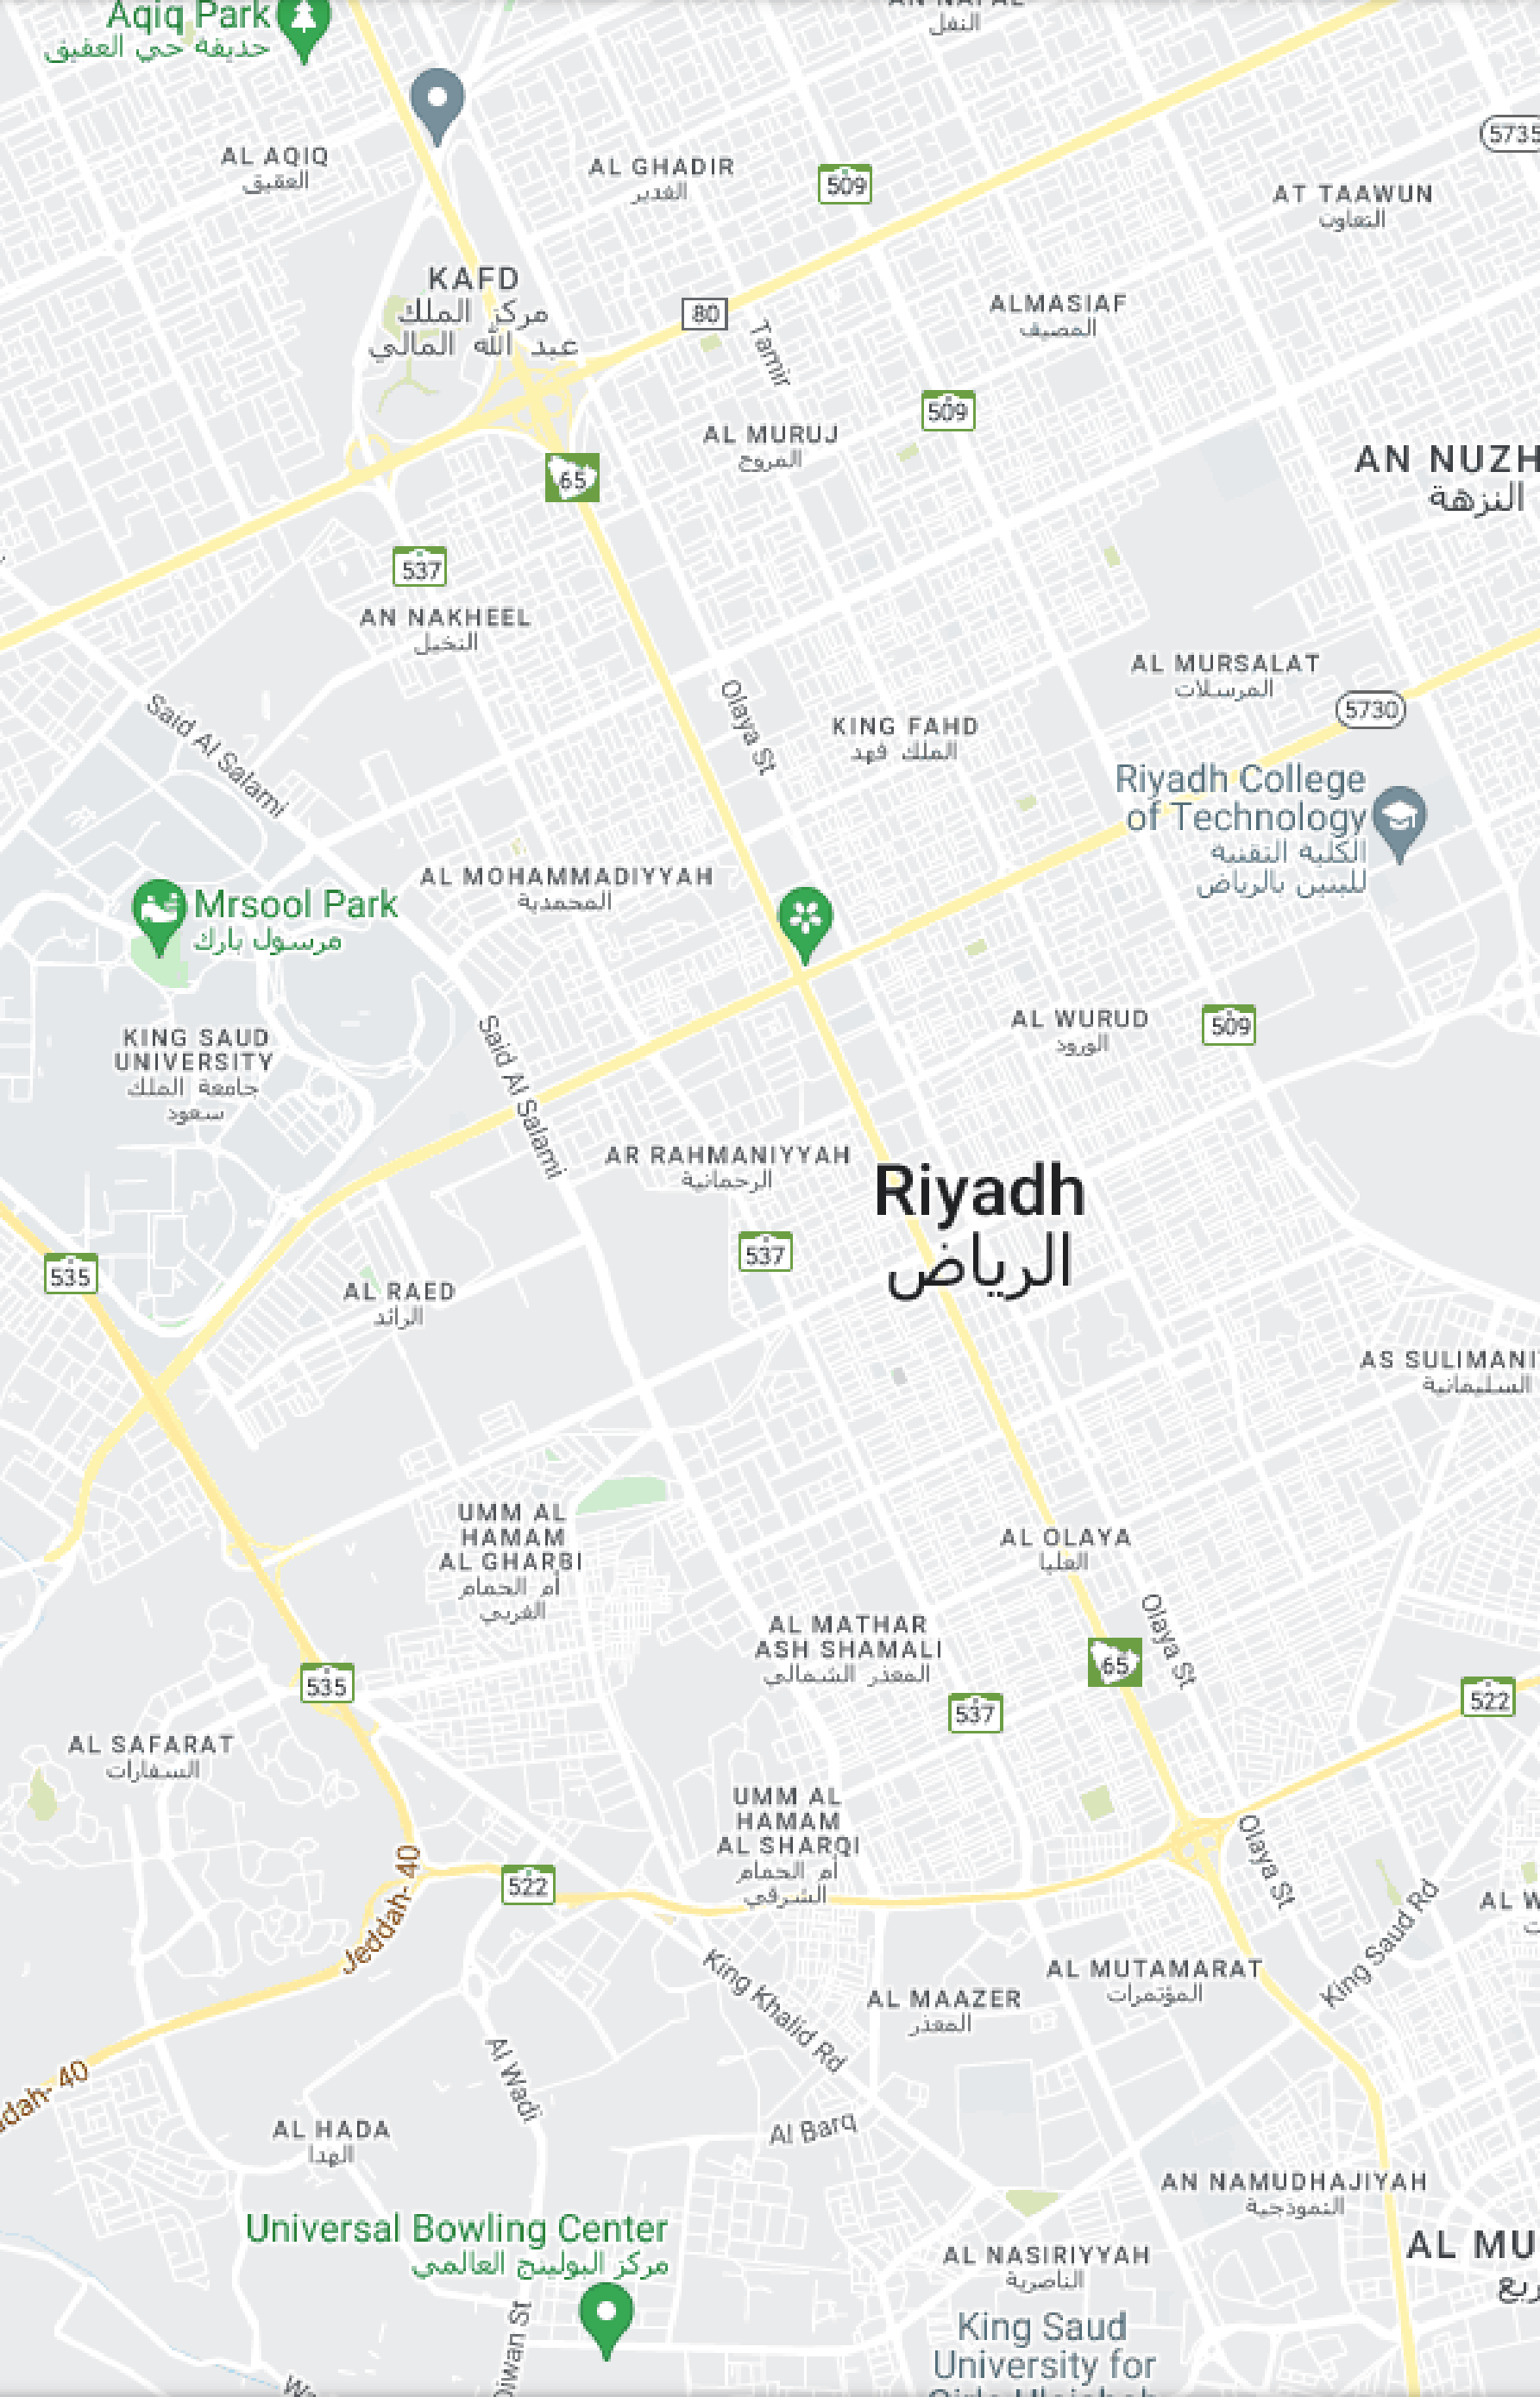 Aqiq Park
حديقة حي العقيق
النفل
5735
AL AQIQ
العقيق
AL GHADIR
الغدير
509
AT TAAWUN
التعاون
KAFD
مركز الملك
عبد الله المالي
80
Tamir
ALMASIAF
المصيف
509
AL MURUJ
المروج
65
AN NUZH
النزهة
537
AN NAKHEEL
النخيل
Said Al Salami
Olaya St
KING FAHD
الملك فهد
AL MURSALAT
المرسلات
5730
Riyadh College
of Technology
الكلية التقنية
للبنين بالرياض
AL MOHAMMADIYYAH
المحمدية
Mrsool Park
مرسول بارك
KING SAUD
UNIVERSITY
جامعة الملك
سعود
Said Al Salami
AL WURUD
الورود
509
AR RAHMANIYYAH
الرحمانية
Riyadh
الرياض
537
535
AL RAED
الرائد
AS SULIMANI
السليمانية
UMM AL
HAMAM
AL GHARBI
أم الحمام
الغربي
AL OLAYA
العليا
Olaya St
AL MATHAR
ASH SHAMALI
المعذر الشمالي
65
535
537
522
AL SAFARAT
السفارات
UMM AL
HAMAM
AL SHARQI
أم الحمام
الشرقي
Olaya St
Jeddah- 40
522
King Saud Rd
AL W
King Khalid Rd
AL MUTAMARAT
المؤتمرات
AL MAAZER
المعذر
Al Wadi
dah- 40
AL HADA
الهدا
Al Barq
AN NAMUDHAJIYAH
النموذجية
Universal Bowling Center
مركز البولينج العالمي
AL NASIRIYYAH
الناصرية
AL MU
ربع
Diwan St
King Saud
University for
Wa